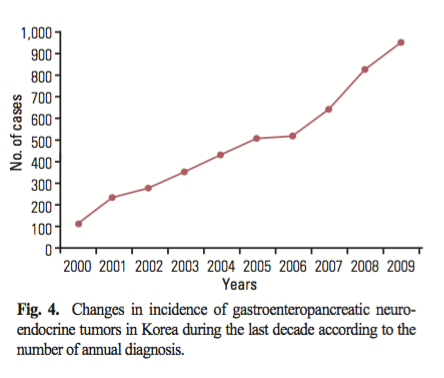 1,000
900
800
700
600
500
400
300
200
100
0
No. of cases
2000 2001 2002 2003 2004 2005 2006 2007 2008 2009
Years
Fig. 4. Changes in incidence of gastroenteropancreatic neuro-
endocrine tumors in Korea during the last decade according to the
number of annual diagnosis.